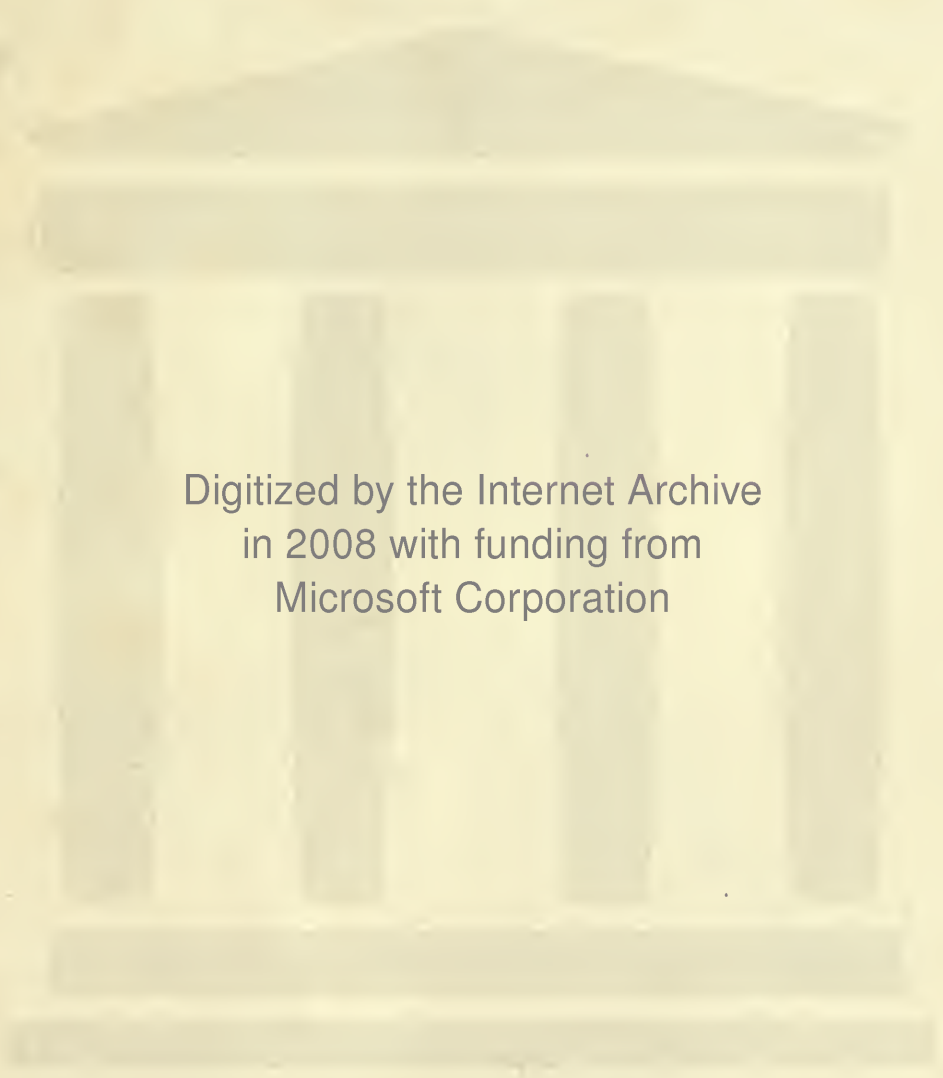 Digitized by the Internet Archive
in 2008 with funding from
Microsoft Corporation